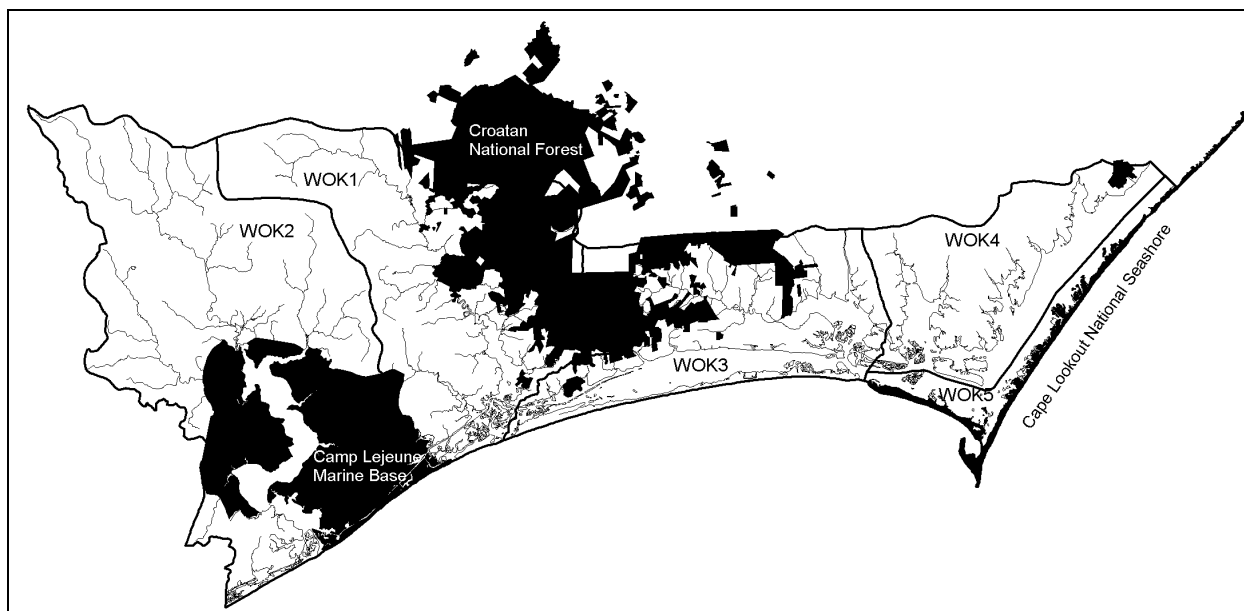 Croatan
National Forest
WOK1
WOK2
WOK4
Cape Lookout National Seashore
WOK3
WOK5
Camp Lejeune
Marine Base